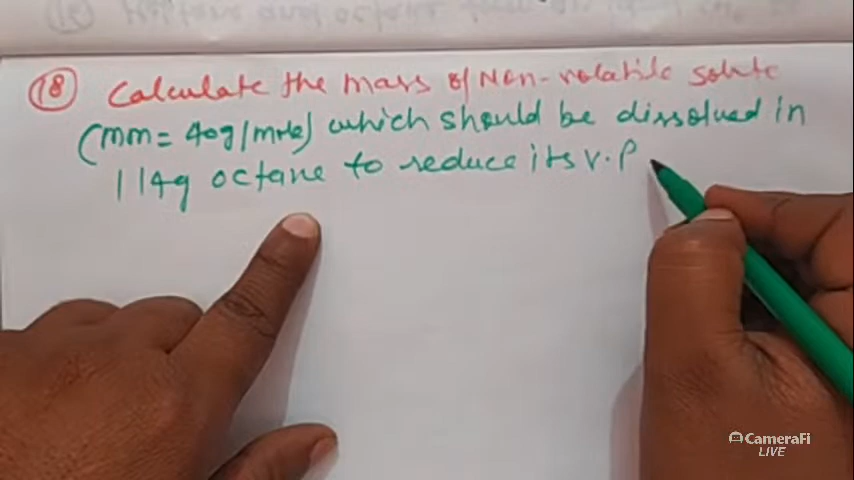 (18) Calculate the mass of Non-volatile solute
(mm = 40g/mole) which should be dissolved in
114g octane to reduce its v.P
CameraFi
LIVE